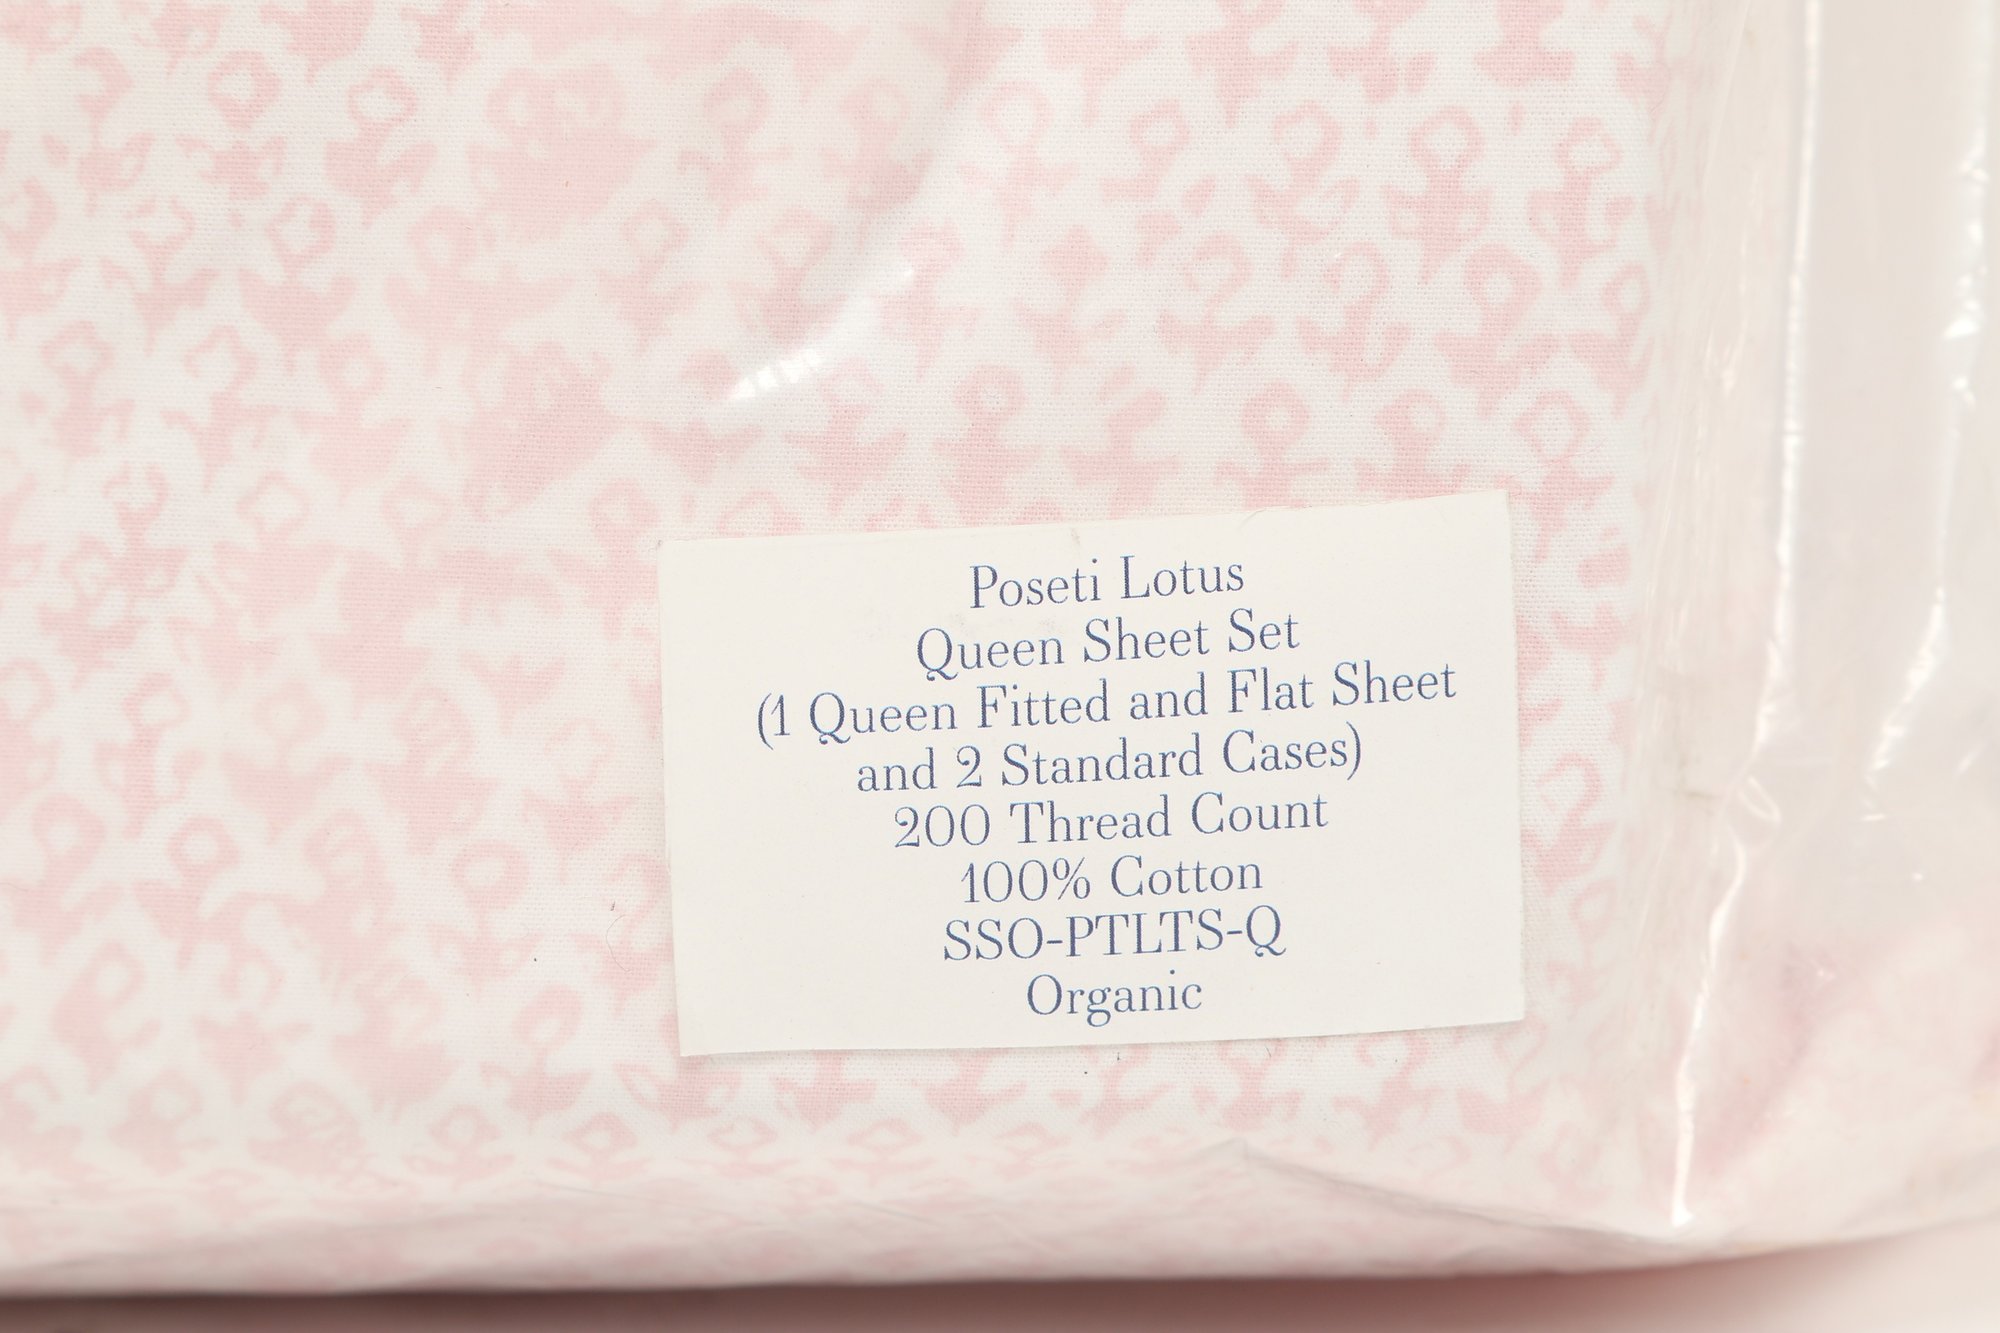 Poseti Lotus
Queen Sheet Set
(1 Queen Fitted and Flat Sheet
and 2 Standard Cases)
200 Thread Count
100% Cotton
SSO-PTLTS-Q
Organic